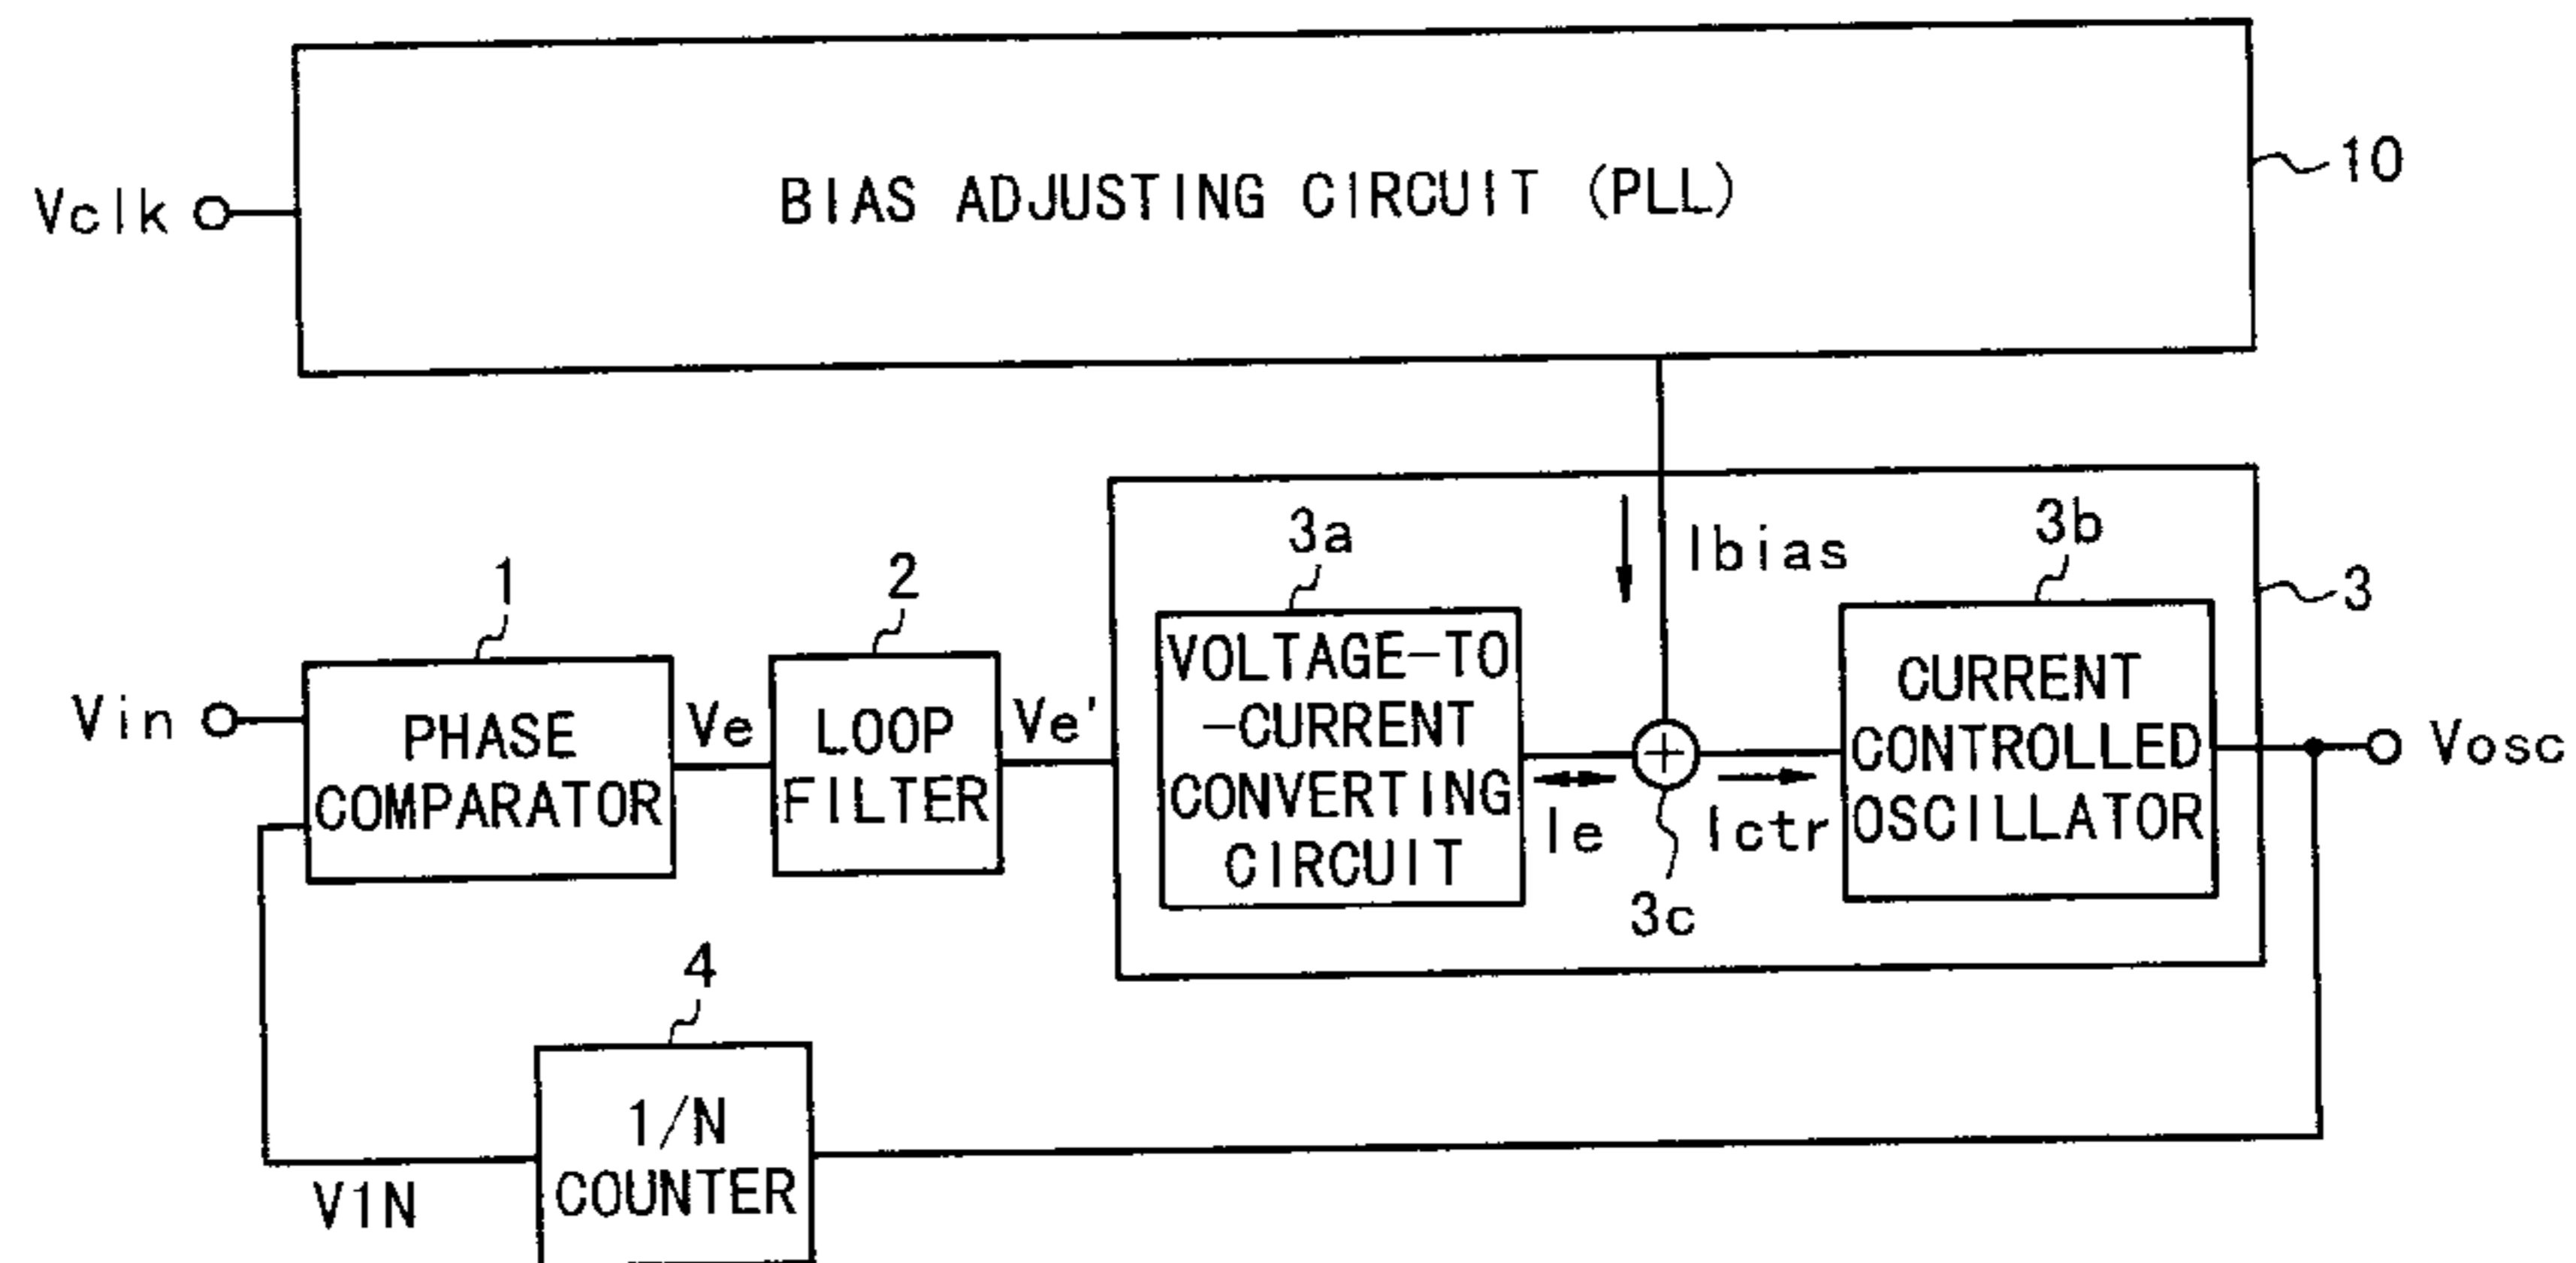 BIAS ADJUSTING CIRCUIT (PLL)
10
Vclk
Ibias
3a
3b
3
1
2
Vin
PHASE
COMPARATOR
Ve
LOOP
FILTER
Ve'
VOLTAGE-TO
-CURRENT
CONVERTING
CIRCUIT
+
Ie
Ictr
3c
CURRENT
CONTROLLED
OSCILLATOR
Vosc
4
1/N
COUNTER
V1N